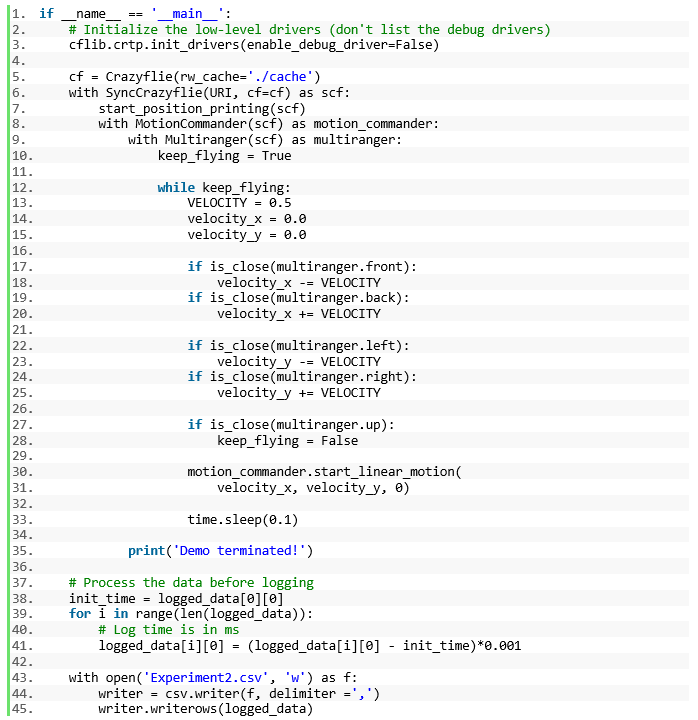 1. if __name__ == '__main__':
2.     # Initialize the low-level drivers (don't list the debug drivers)
3.     cflib.crtp.init_drivers(enable_debug_driver=False)
4.
5.     cf = Crazyflie(rw_cache='./cache')
6.     with SyncCrazyflie(URI, cf=cf) as scf:
7.         start_position_printing(scf)
8.         with MotionCommander(scf) as motion_commander:
9.             with Multiranger(scf) as multiranger:
10.                 keep_flying = True
11.
12.                 while keep_flying:
13.                     VELOCITY = 0.5
14.                     velocity_x = 0.0
15.                     velocity_y = 0.0
16.
17.                     if is_close(multiranger.front):
18.                         velocity_x -= VELOCITY
19.                     if is_close(multiranger.back):
20.                         velocity_x += VELOCITY
21.
22.                     if is_close(multiranger.left):
23.                         velocity_y -= VELOCITY
24.                     if is_close(multiranger.right):
25.                         velocity_y += VELOCITY
26.
27.                     if is_close(multiranger.up):
28.                         keep_flying = False
29.
30.                     motion_commander.start_linear_motion(
31.                         velocity_x, velocity_y, 0)
32.
33.                     time.sleep(0.1)
34.
35.             print('Demo terminated!')
36.
37.     # Process the data before logging
38.     init_time = logged_data[0][0]
39.     for i in range(len(logged_data)):
40.         # Log time is in ms
41.         logged_data[i][0] = (logged_data[i][0] - init_time)*0.001
42.
43.     with open('Experiment2.csv', 'w') as f:
44.         writer = csv.writer(f, delimiter =',')
45.         writer.writerows(logged_data)